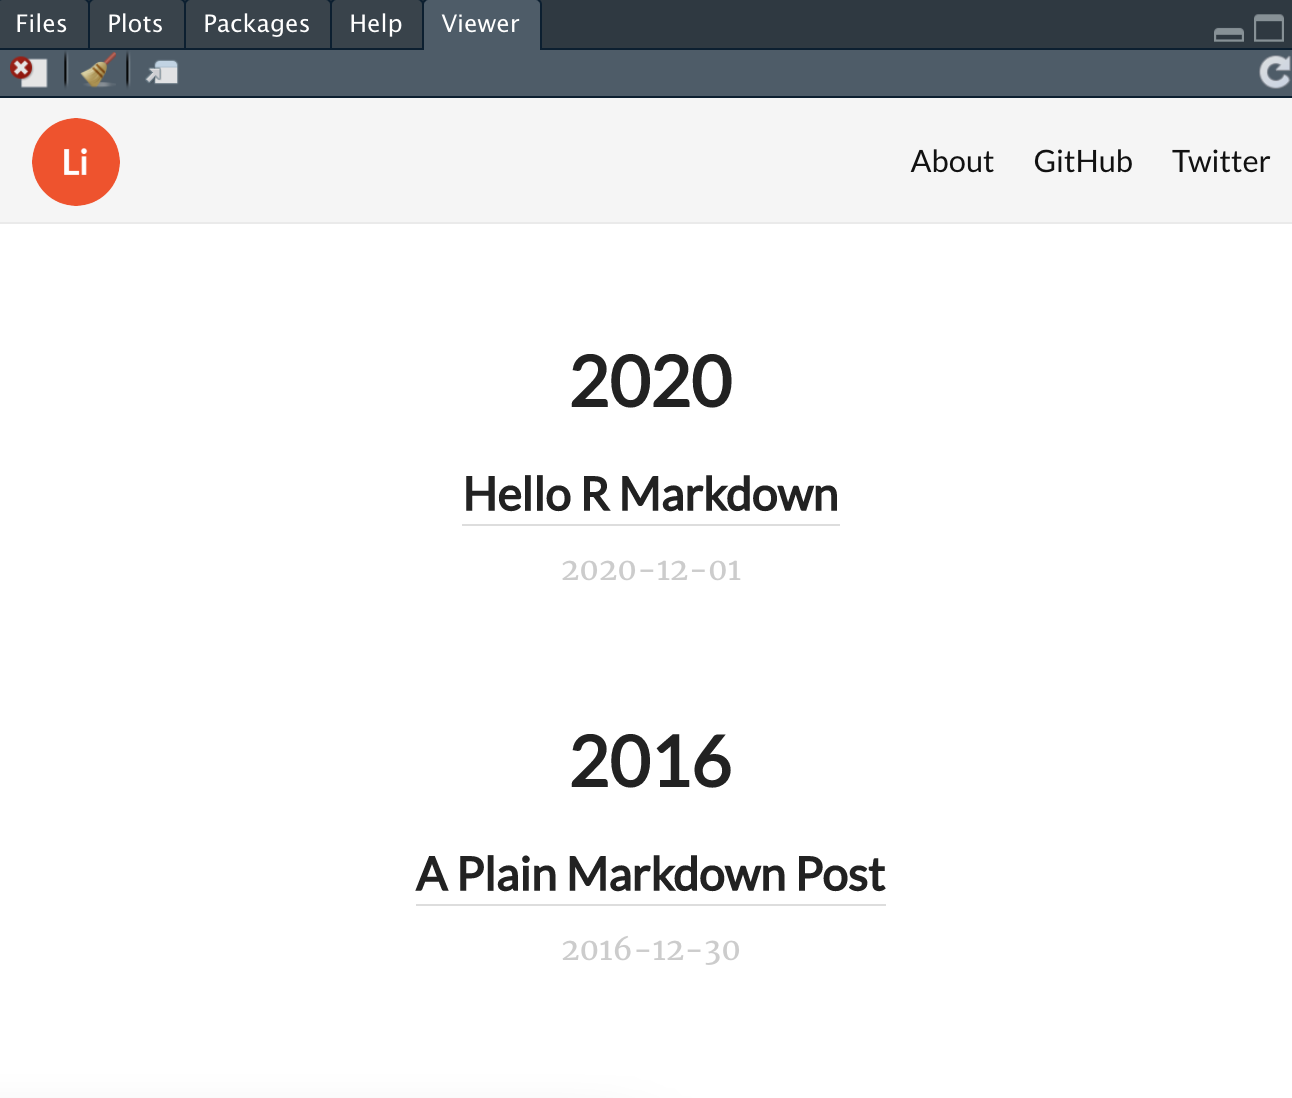 Files Plots Packages Help Viewer
Li About GitHub Twitter
2020
Hello R Markdown
2020-12-01
2016
A Plain Markdown Post
2016-12-30